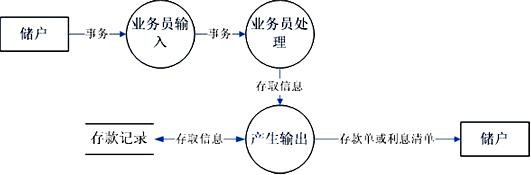 储户
事务
业务员输
入
事务
业务员处
理
存取信息
存款记录
存取信息
产生输出
存款单或利息清单
储户